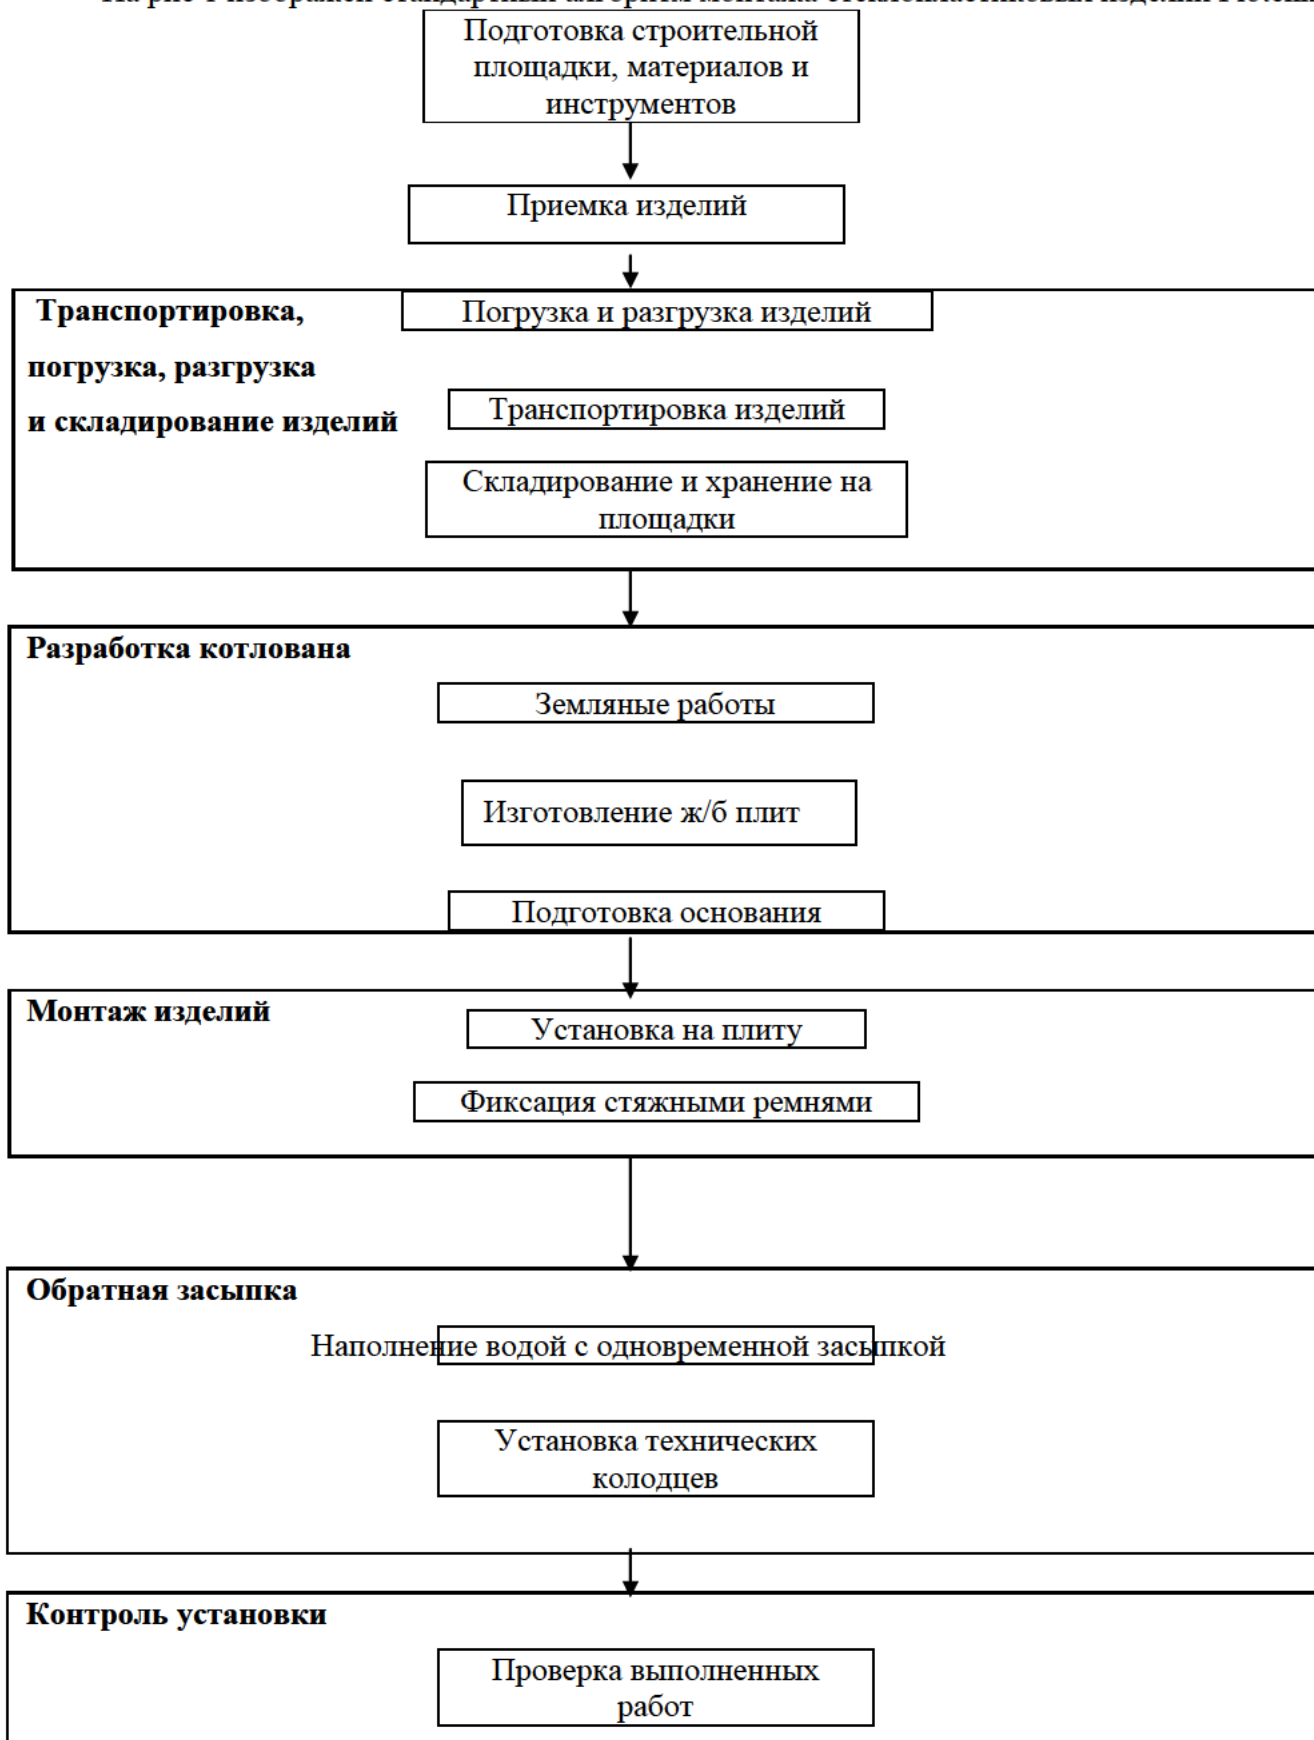 Подготовка строительной
площадки, материалов и
инструментов
Приемка изделий
Транспортировка,
погрузка, разгрузка
и складирование изделий
Погрузка и разгрузка изделий
Транспортировка изделий
Складирование и хранение на
площадки
Разработка котлована
Земляные работы
Изготовление ж/б плит
Подготовка основания
Монтаж изделий
Установка на плиту
Фиксация стяжными ремнями
Обратная засыпка
Наполнение водой с одновременной засыпкой
Установка технических
колодцев
Контроль установки
Проверка выполненных
работ